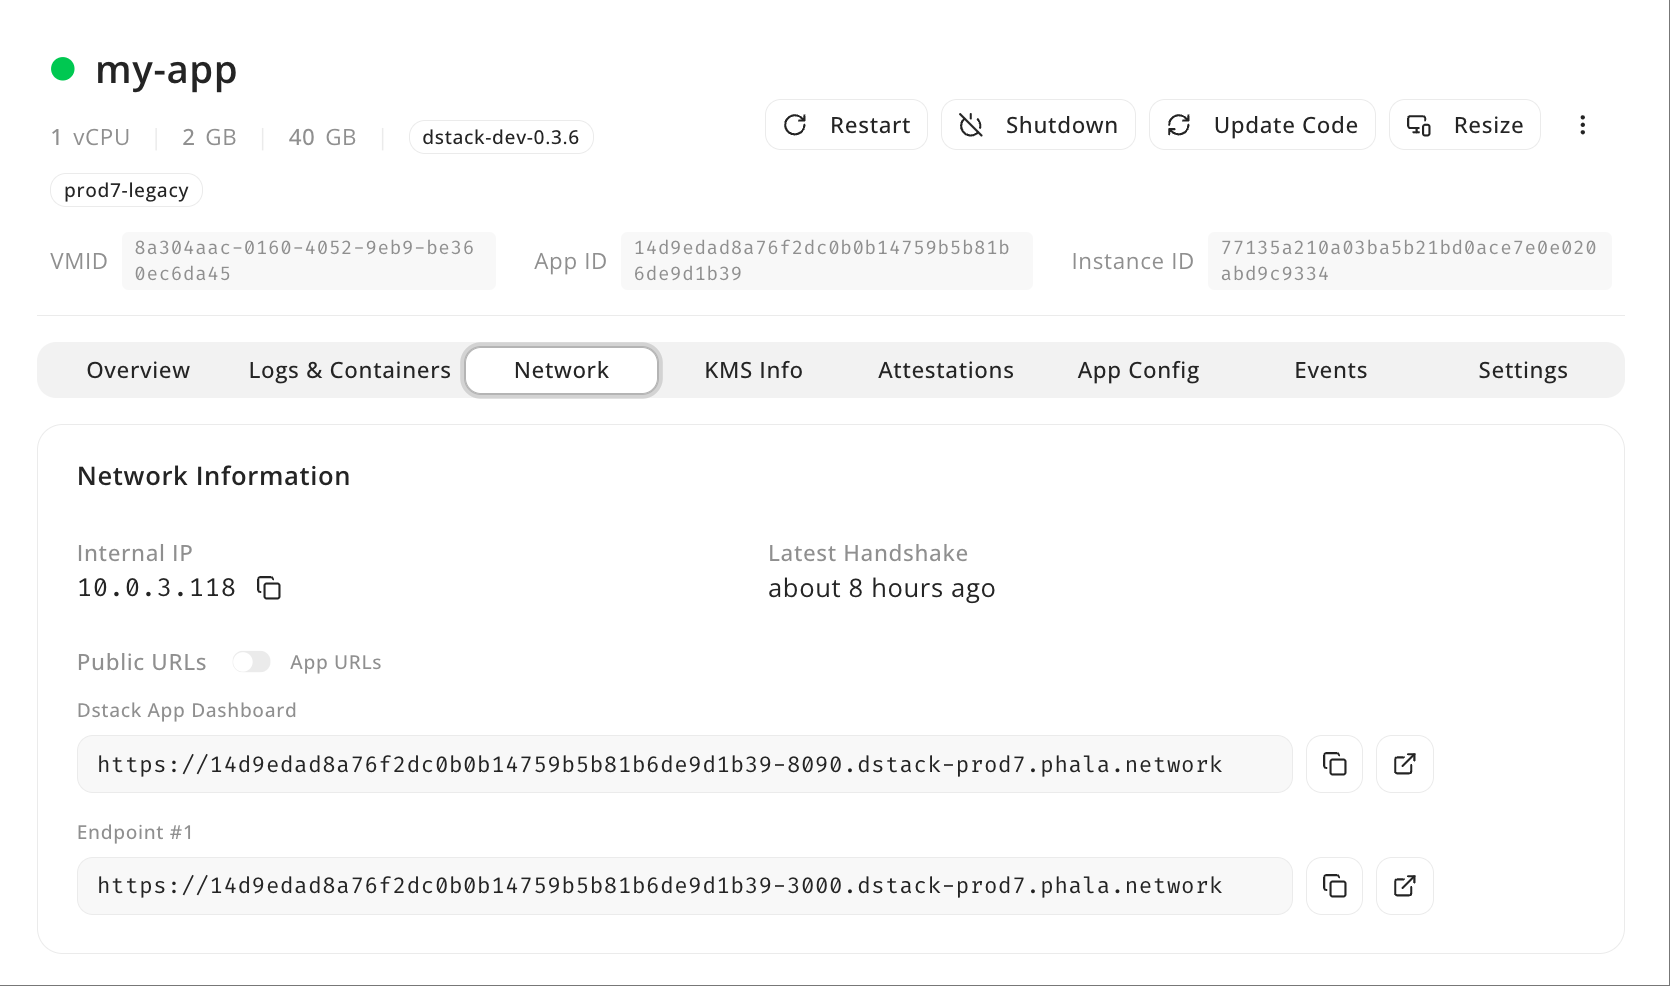 my-app
1 vCPU
2 GB
40 GB
dstack-dev-0.3.6
Restart
Shutdown
Update Code
Resize
prod7-legacy
VMID
8a304aac-0160-4052-9eb9-be36
0ec6da45
App ID
14d9edad8a76f2dc0b0b14759b5b81b
6de9d1b39
Instance ID
77135a210a03ba5b21bd0ace7e0e020
abd9c9334
Overview
Logs & Containers
Network
KMS Info
Attestations
App Config
Events
Settings
Network Information
Internal IP
10.0.3.118
Latest Handshake
about 8 hours ago
Public URLs
App URLs
Dstack App Dashboard
https://14d9edad8a76f2dc0b0b14759b5b81b6de9d1b39-8090.dstack-prod7.phala.network
Endpoint #1
https://14d9edad8a76f2dc0b0b14759b5b81b6de9d1b39-3000.dstack-prod7.phala.network